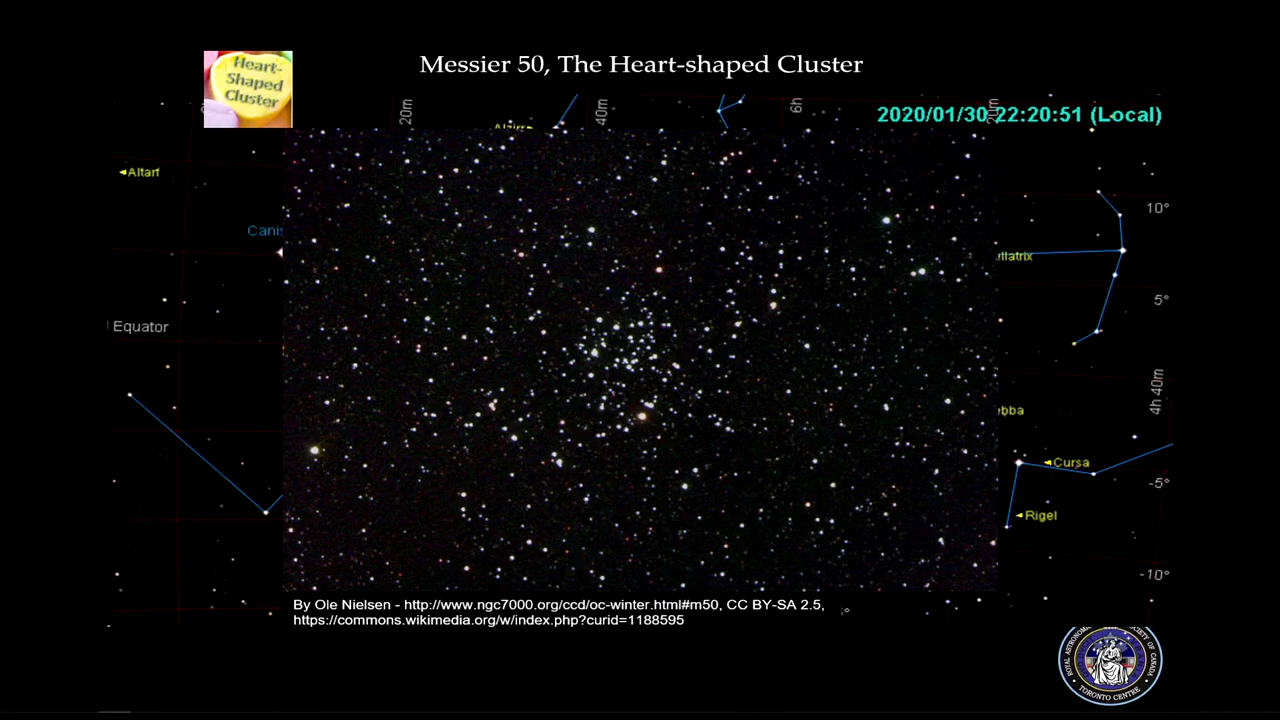 Heart-
Shaped
Cluster
Messier 50, The Heart-shaped Cluster
20m
40m
6h
2020/01/30 22:20:51 (Local)
Altarf
10°
Canis
5°
Equator
4h 40m
Cursa
-5°
Rigel
-10°
By Ole Nielsen - http://www.ngc7000.org/ccd/oc-winter.html#m50, CC BY-SA 2.5,
https://commons.wikimedia.org/w/index.php?curid=1188595
TORONTO CENTRE